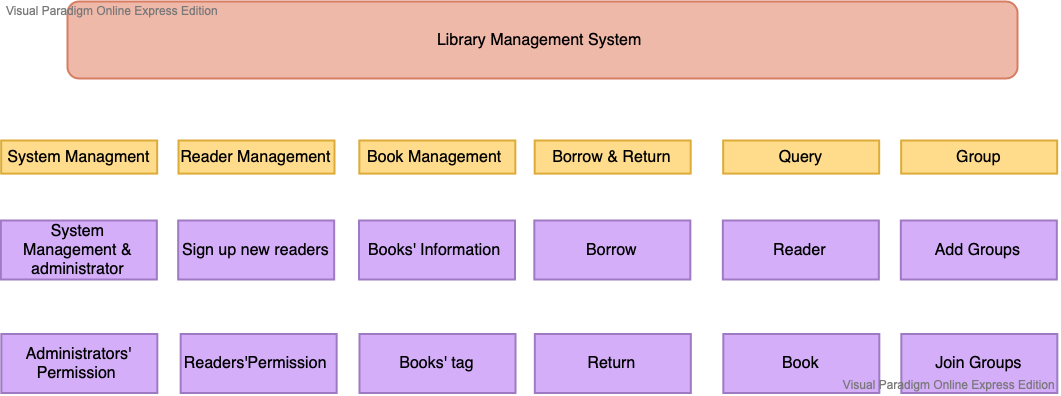 Visual Paradigm Online Express Edition
Library Management System
System Managment
Reader Management
Book Management
Borrow & Return
Query
Group
System
Management &
administrator
Sign up new readers
Books' Information
Borrow
Reader
Add Groups
Administrators'
Permission
Readers'Permission
Books' tag
Return
Book
Join Groups
Visual Paradigm Online Express Edition